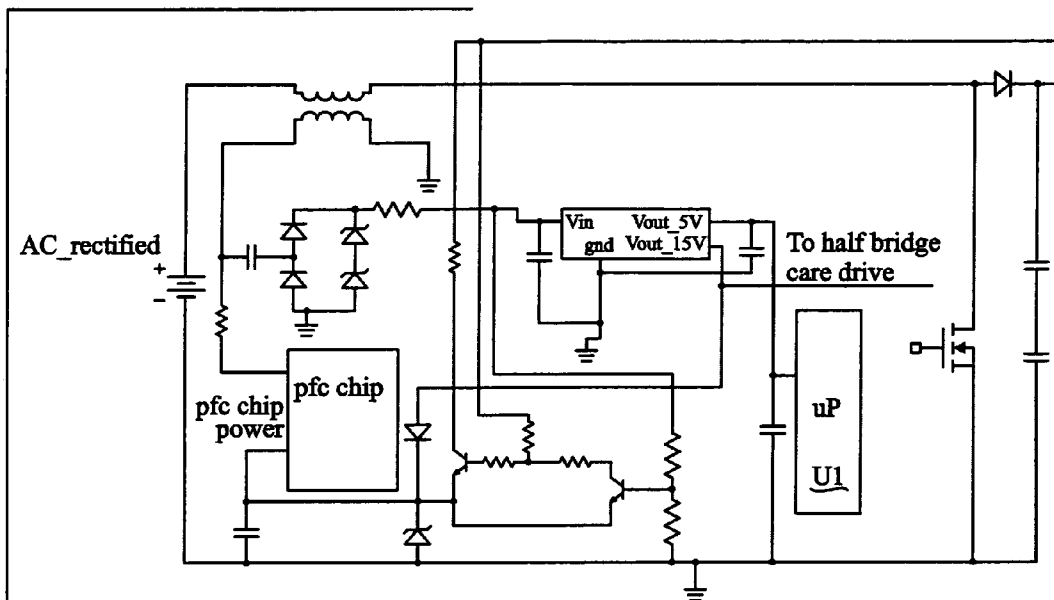 AC_rectified
+
−
Vin
Vout_5V
gnd
Vout_15V
To half bridge
care drive
pfc chip
pfc chip
power
uP
U1